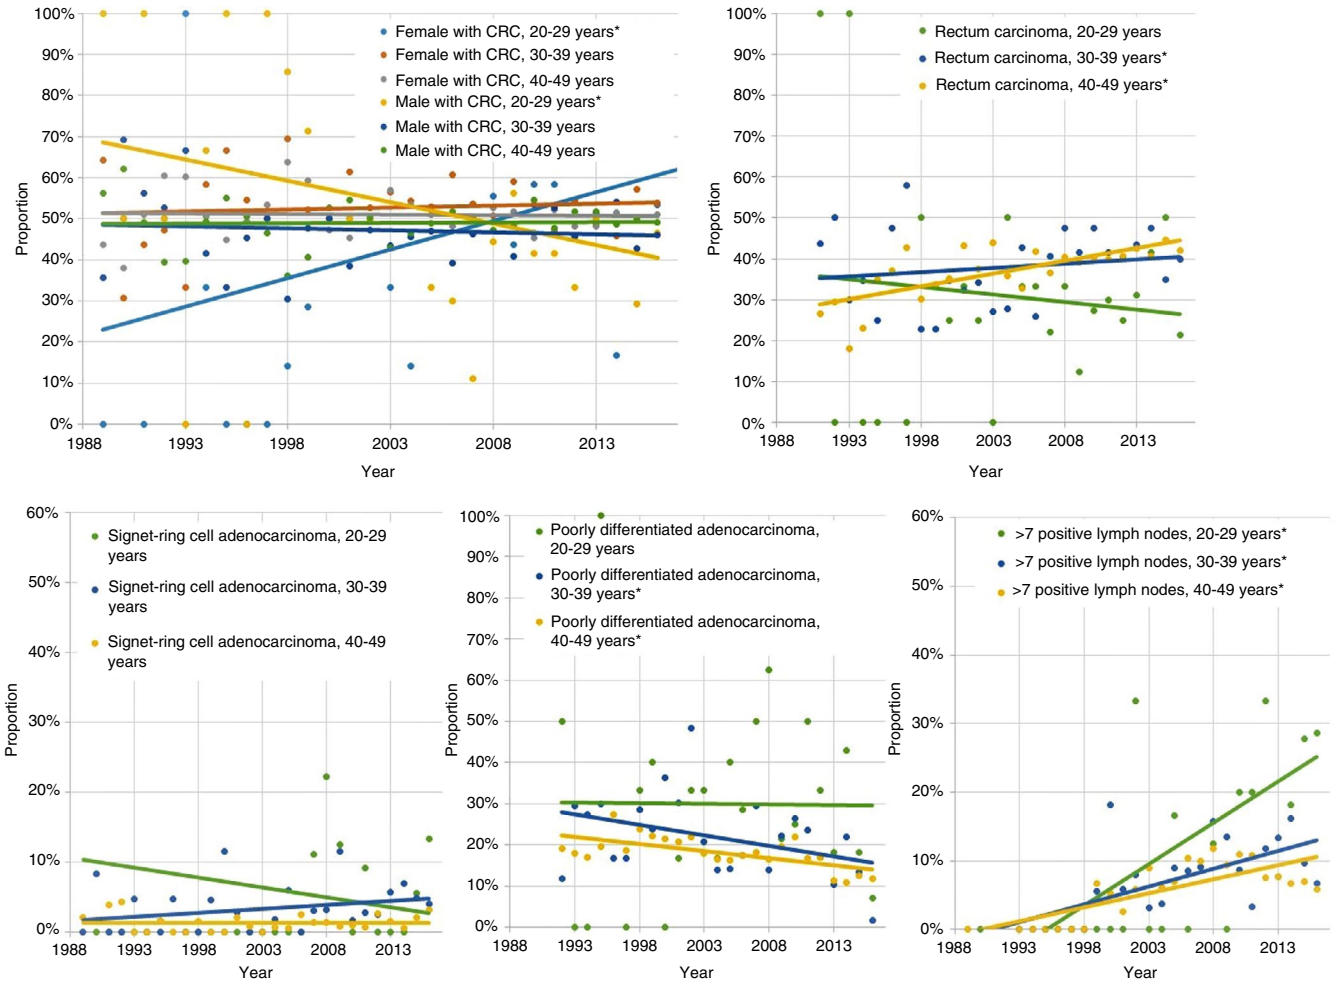 100%
90%
80%
70%
60%
50%
40%
30%
20%
10%
0%
Proportion
Female with CRC, 20-29 years*
Female with CRC, 30-39 years
Female with CRC, 40-49 years
Male with CRC, 20-29 years*
Male with CRC, 30-39 years
Male with CRC, 40-49 years
1988 1993 1998 2003 2008 2013
Year
100%
90%
80%
70%
60%
50%
40%
30%
20%
10%
0%
Proportion
Rectum carcinoma, 20-29 years
Rectum carcinoma, 30-39 years*
Rectum carcinoma, 40-49 years*
1988 1993 1998 2003 2008 2013
Year
60%
50%
40%
30%
20%
10%
0%
Proportion
Signet-ring cell adenocarcinoma, 20-29
years
Signet-ring cell adenocarcinoma, 30-39
years
Signet-ring cell adenocarcinoma, 40-49
years
1988 1993 1998 2003 2008 2013
Year
100%
90%
80%
70%
60%
50%
40%
30%
20%
10%
0%
Proportion
Poorly differentiated adenocarcinoma,
20-29 years
Poorly differentiated adenocarcinoma,
30-39 years*
Poorly differentiated adenocarcinoma,
40-49 years*
1988 1993 1998 2003 2008 2013
Year
60%
50%
40%
30%
20%
10%
0%
Proportion
>7 positive lymph nodes, 20-29 years*
>7 positive lymph nodes, 30-39 years*
>7 positive lymph nodes, 40-49 years*
1988 1993 1998 2003 2008 2013
Year